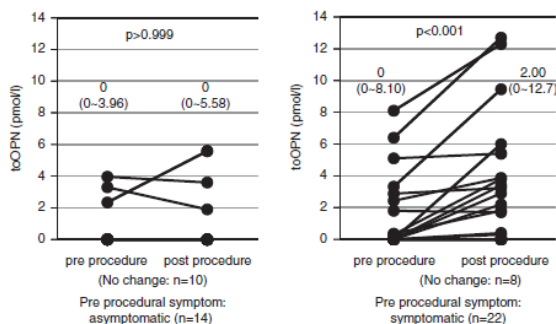 14
12
10
8
6
4
2
0
toOPN (pmol/l)
p>0.999
0
(0~3.96)
0
(0~5.58)
pre procedure
post procedure
(No change: n=10)
Pre procedural symptom:
asymptomatic (n=14)
14
12
10
8
6
4
2
0
toOPN (pmol/l)
p<0.001
0
(0~8.10)
2.00
(0~12.7)
pre procedure
post procedure
(No change: n=8)
Pre procedural symptom:
symptomatic (n=22)